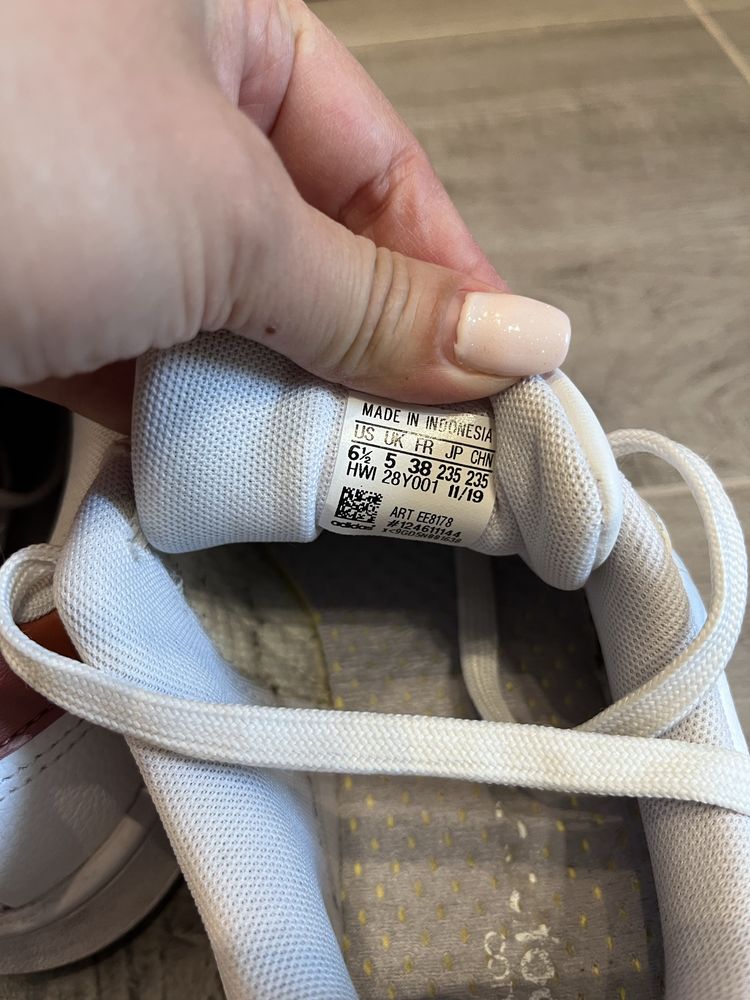 MADE IN INDONESIA
US UK FR JP CHN
6½ 5 38 235 235
HWI 28Y001 11/19
ART EE8178
#124611144
adidas